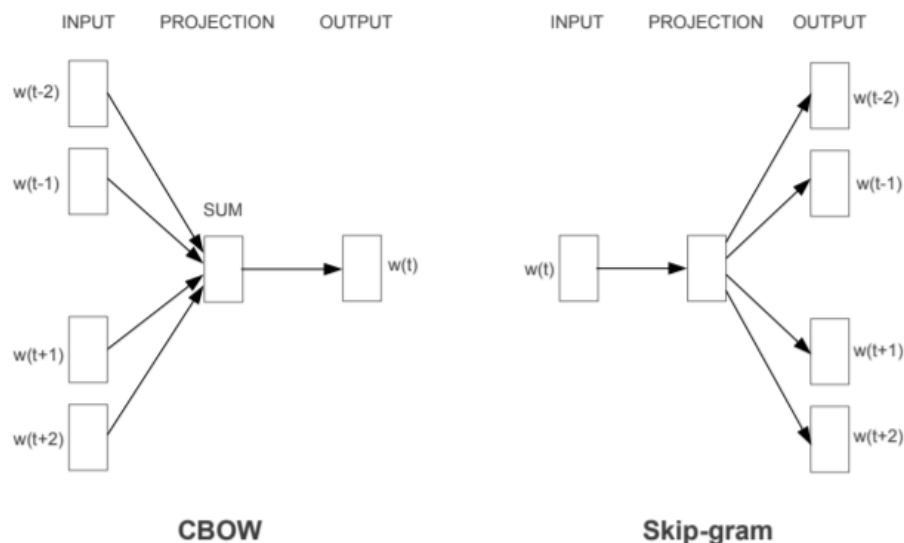 INPUT PROJECTION OUTPUT
w(t-2)
w(t-1)
SUM
w(t)
w(t+1)
w(t+2)
CBOW
INPUT PROJECTION OUTPUT
w(t-2)
w(t-1)
w(t)
w(t+1)
w(t+2)
Skip-gram